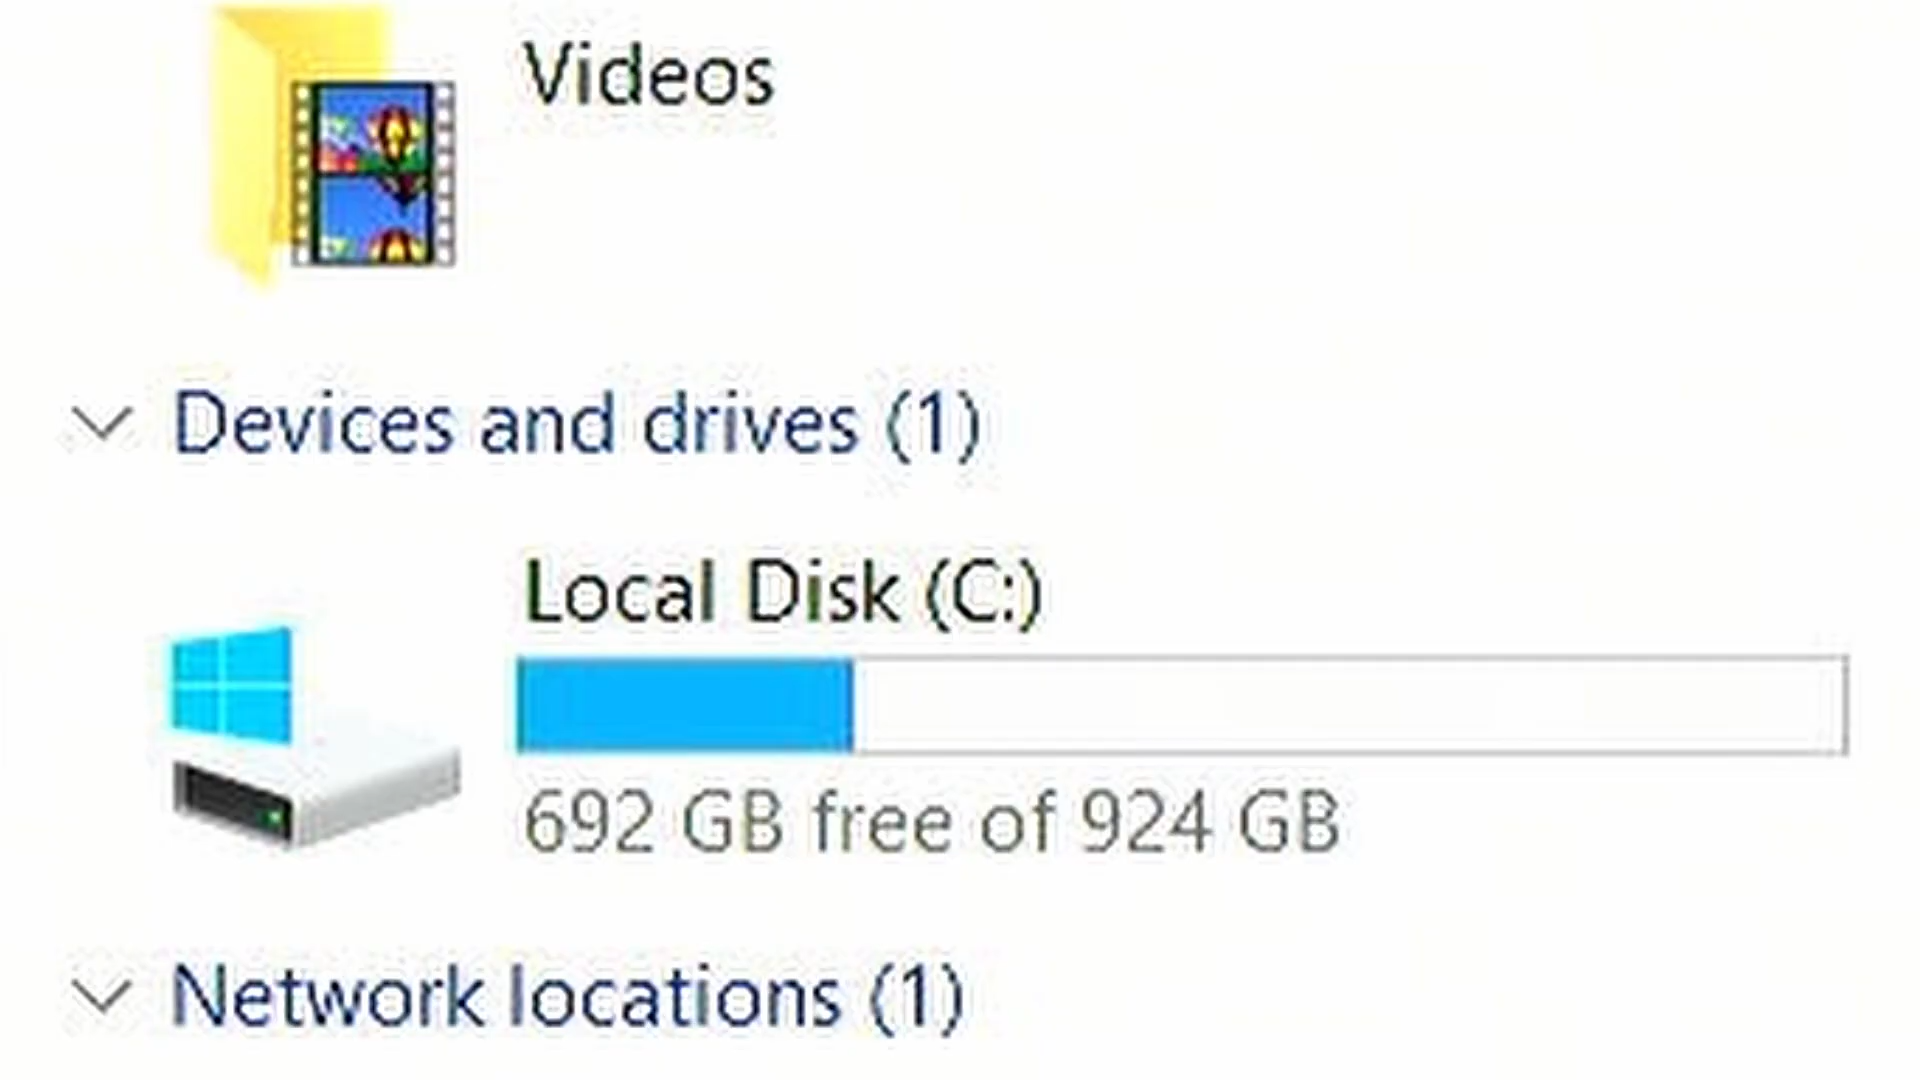 Videos
Devices and drives (1)
Local Disk (C:)
692 GB free of 924 GB
Network locations (1)